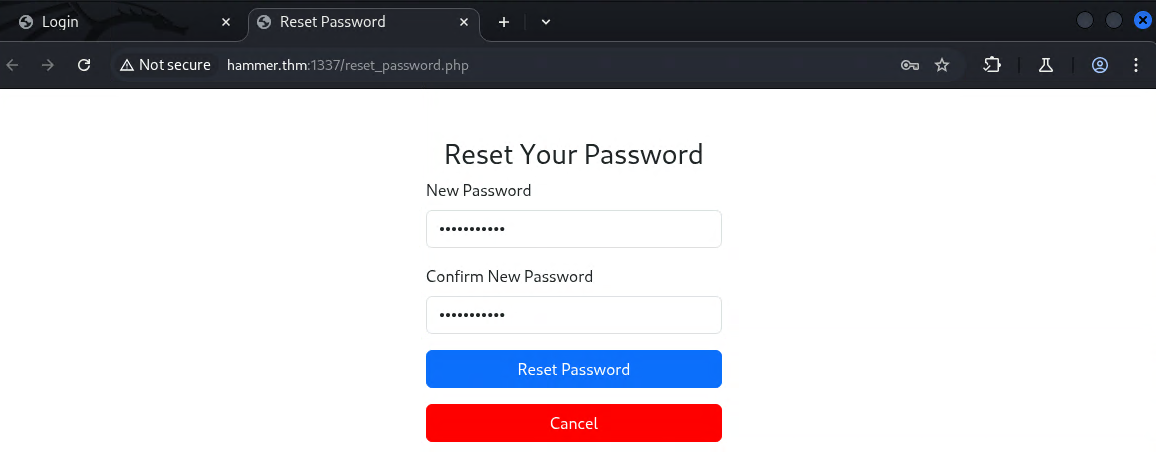 Login
Reset Password
Not secure
hammer.thm:1337/reset_password.php
Reset Your Password
New Password
•••••••••••
Confirm New Password
•••••••••••
Reset Password
Cancel